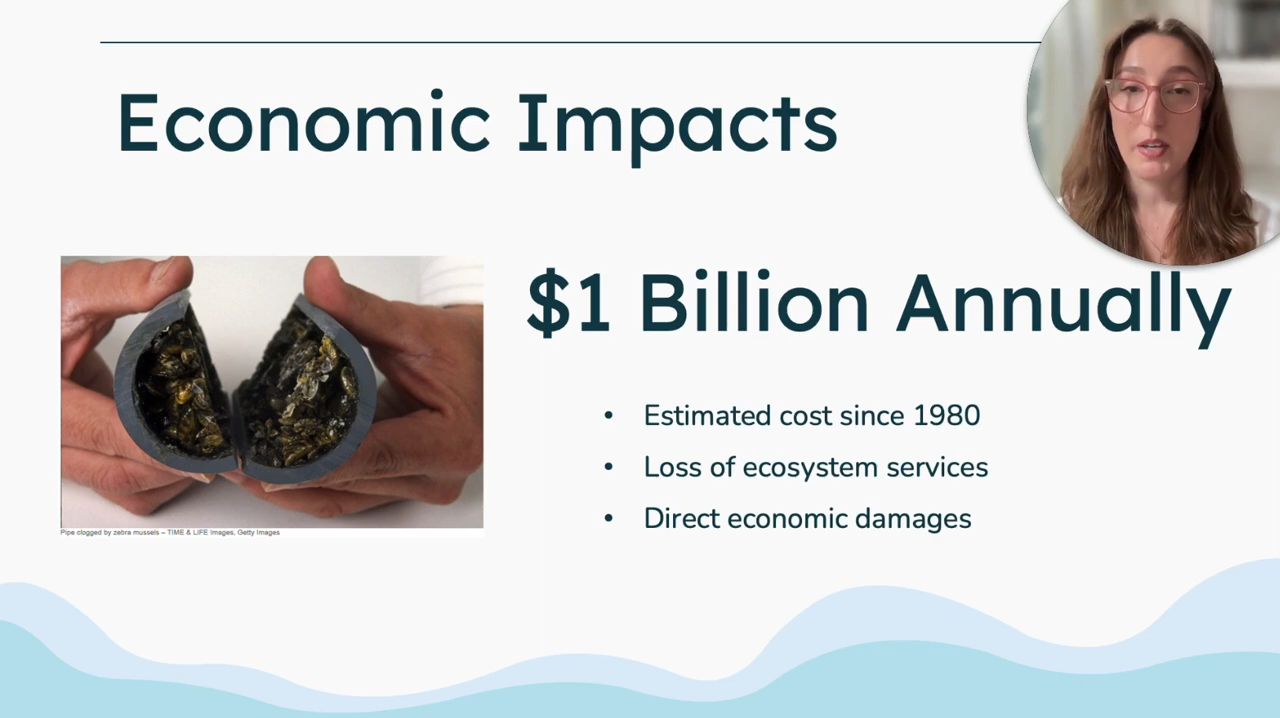 Economic Impacts
$1 Billion Annually
• Estimated cost since 1980
• Loss of ecosystem services
• Direct economic damages
Pipe clogged by zebra mussels – TIME & LIFE Images, Getty Images